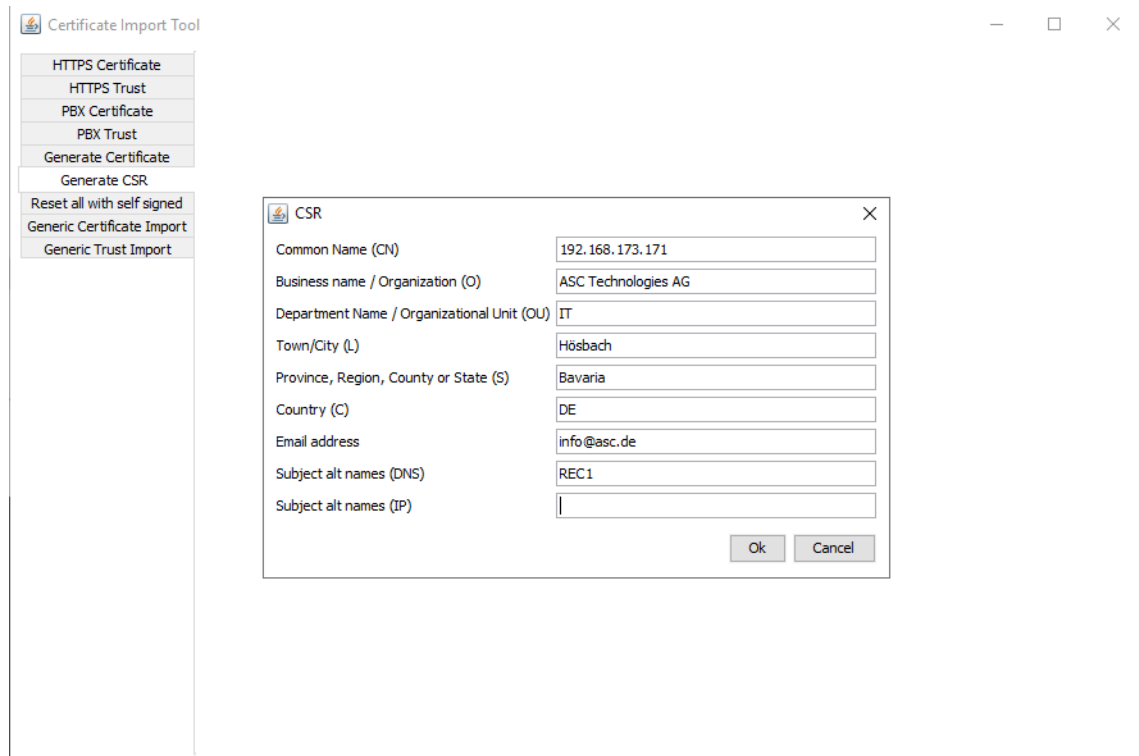 Certificate Import Tool
HTTPS Certificate
HTTPS Trust
PBX Certificate
PBX Trust
Generate Certificate
Generate CSR
Reset all with self signed
Generic Certificate Import
Generic Trust Import
CSR
Common Name (CN) 192.168.173.171
Business name / Organization (O) ASC Technologies AG
Department Name / Organizational Unit (OU) IT
Town/City (L) Hösbach
Province, Region, County or State (S) Bavaria
Country (C) DE
Email address info@asc.de
Subject alt names (DNS) REC1
Subject alt names (IP)
Ok Cancel